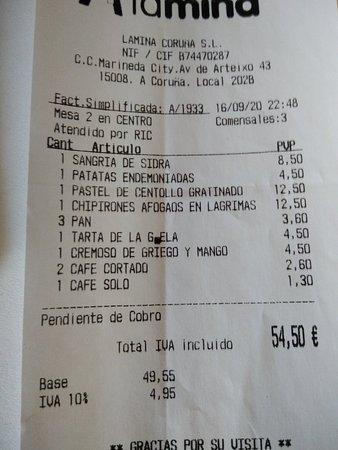 lamina
LAMINA CORUÑA S.L.
NIF / CIF B74470287
C.C.Marineda City.Av de Arteixo 43
15008. A Coruña. Local 202B
Fact.Simplificada: A/1933 16/09/20 22:48
Mesa 2 en CENTRO Comensales:3
Atendido por RIC
Cant Artículo PVP
1 SANGRIA DE SIDRA 8,50
1 PATATAS ENDEMONIADAS 4,50
1 PASTEL DE CENTOLLO GRATINADO 12,50
1 CHIPIRONES AFOGAOS EN LAGRIMAS 12,50
3 PAN 3,60
1 TARTA DE LA 4,50
1 CREMOSO DE GRIEGO Y MANGO 4,50
2 CAFE CORTADO 2,60
1 CAFE SOLO 1,30
Pendiente de Cobro
Total IVA incluido 54,50 €
Base 49,55
IVA 10% 4,95
** GRACIAS POR SU VISITA **